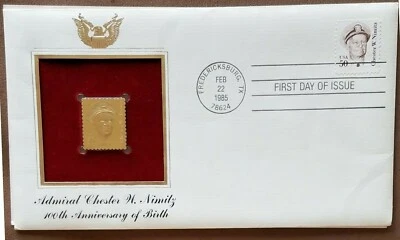 FREDERICKSBURG, TX
FEB
22
1985
78624
FIRST DAY OF ISSUE
USA
50
Chester W. Nimitz
Admiral Chester W. Nimitz
100th Anniversary of Birth